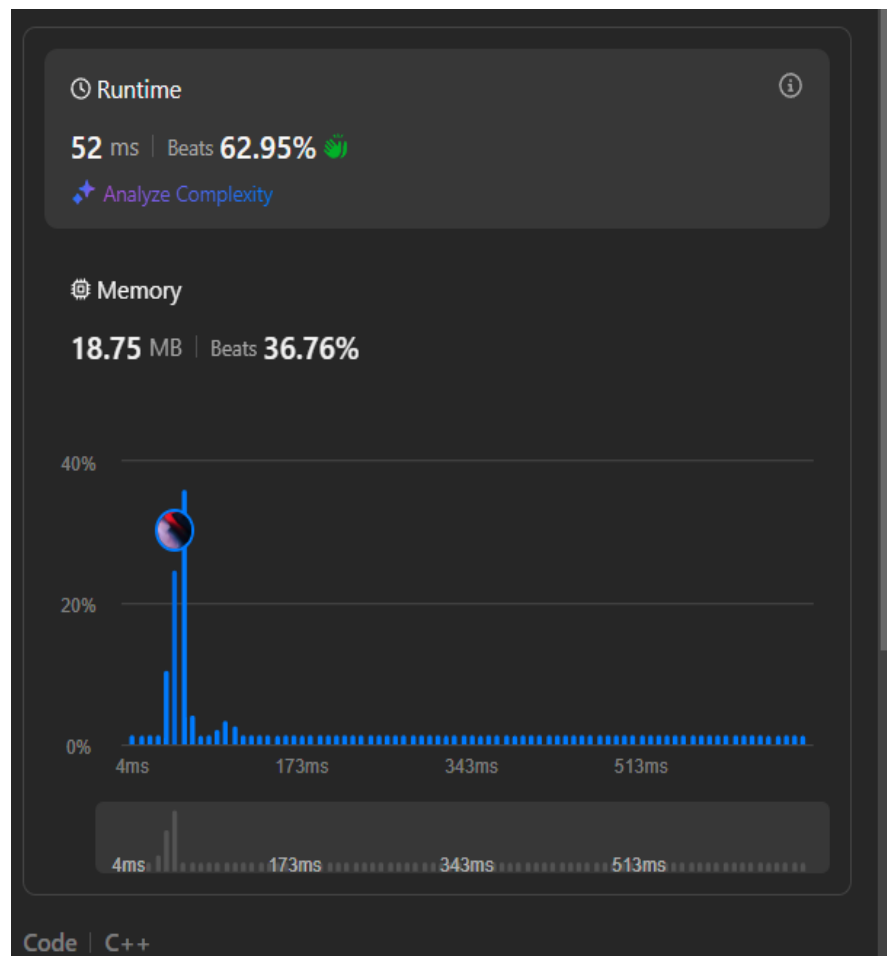 Runtime
52 ms | Beats 62.95%
Analyze Complexity
Memory
18.75 MB | Beats 36.76%
40%
20%
0%
4ms 173ms 343ms 513ms
4ms 173ms 343ms 513ms
Code | C++